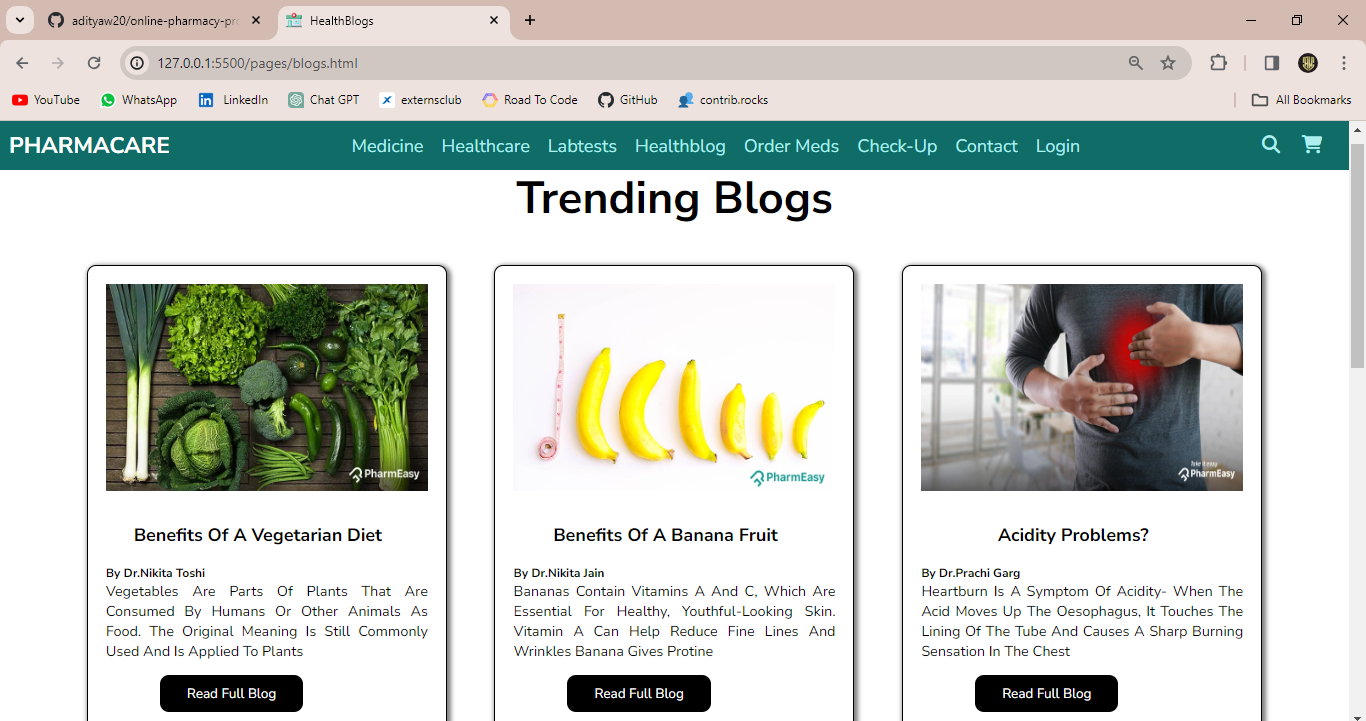 adityaw20/online-pharmacy-pro
HealthBlogs
127.0.0.1:5500/pages/blogs.html
YouTube
WhatsApp
LinkedIn
Chat GPT
externsclub
Road To Code
GitHub
contrib.rocks
All Bookmarks
PHARMACARE
Medicine
Healthcare
Labtests
Healthblog
Order Meds
Check-Up
Contact
Login
Trending Blogs
PharmEasy
Benefits Of A Vegetarian Diet
By Dr.Nikita Toshi
Vegetables Are Parts Of Plants That Are
Consumed By Humans Or Other Animals As
Food. The Original Meaning Is Still Commonly
Used And Is Applied To Plants
Read Full Blog
PharmEasy
Benefits Of A Banana Fruit
By Dr.Nikita Jain
Bananas Contain Vitamins A And C, Which Are
Essential For Healthy, Youthful-Looking Skin.
Vitamin A Can Help Reduce Fine Lines And
Wrinkles Banana Gives Protine
Read Full Blog
Take it easy
PharmEasy
Acidity Problems?
By Dr.Prachi Garg
Heartburn Is A Symptom Of Acidity- When The
Acid Moves Up The Oesophagus, It Touches The
Lining Of The Tube And Causes A Sharp Burning
Sensation In The Chest
Read Full Blog